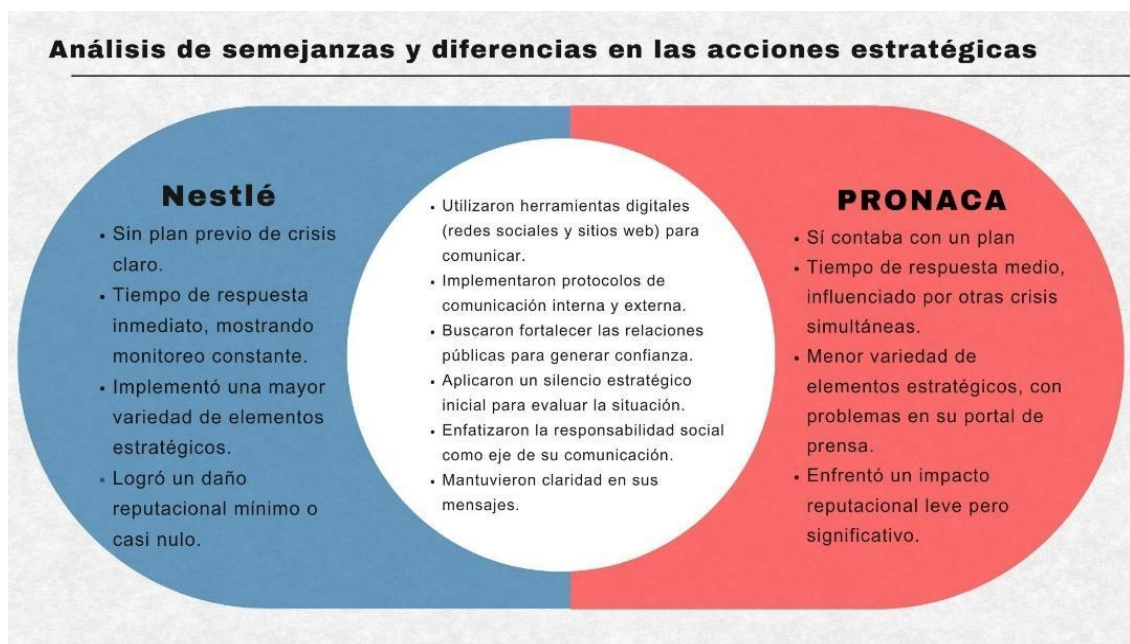 Análisis de semejanzas y diferencias en las acciones estratégicas
Nestlé
• Sin plan previo de crisis
claro.
• Tiempo de respuesta
inmediato, mostrando
monitoreo constante.
• Implementó una mayor
variedad de elementos
estratégicos.
• Logró un daño
reputacional mínimo o
casi nulo.
• Utilizaron herramientas digitales
(redes sociales y sitios web) para
comunicar.
• Implementaron protocolos de
comunicación interna y externa.
• Buscaron fortalecer las relaciones
públicas para generar confianza.
• Aplicaron un silencio estratégico
inicial para evaluar la situación.
• Enfatizaron la responsabilidad social
como eje de su comunicación.
• Mantuvieron claridad en sus
mensajes.
PRONACA
• Sí contaba con un plan
• Tiempo de respuesta medio,
influenciado por otras crisis
simultáneas.
• Menor variedad de
elementos estratégicos, con
problemas en su portal de
prensa.
• Enfrentó un impacto
reputacional leve pero
significativo.